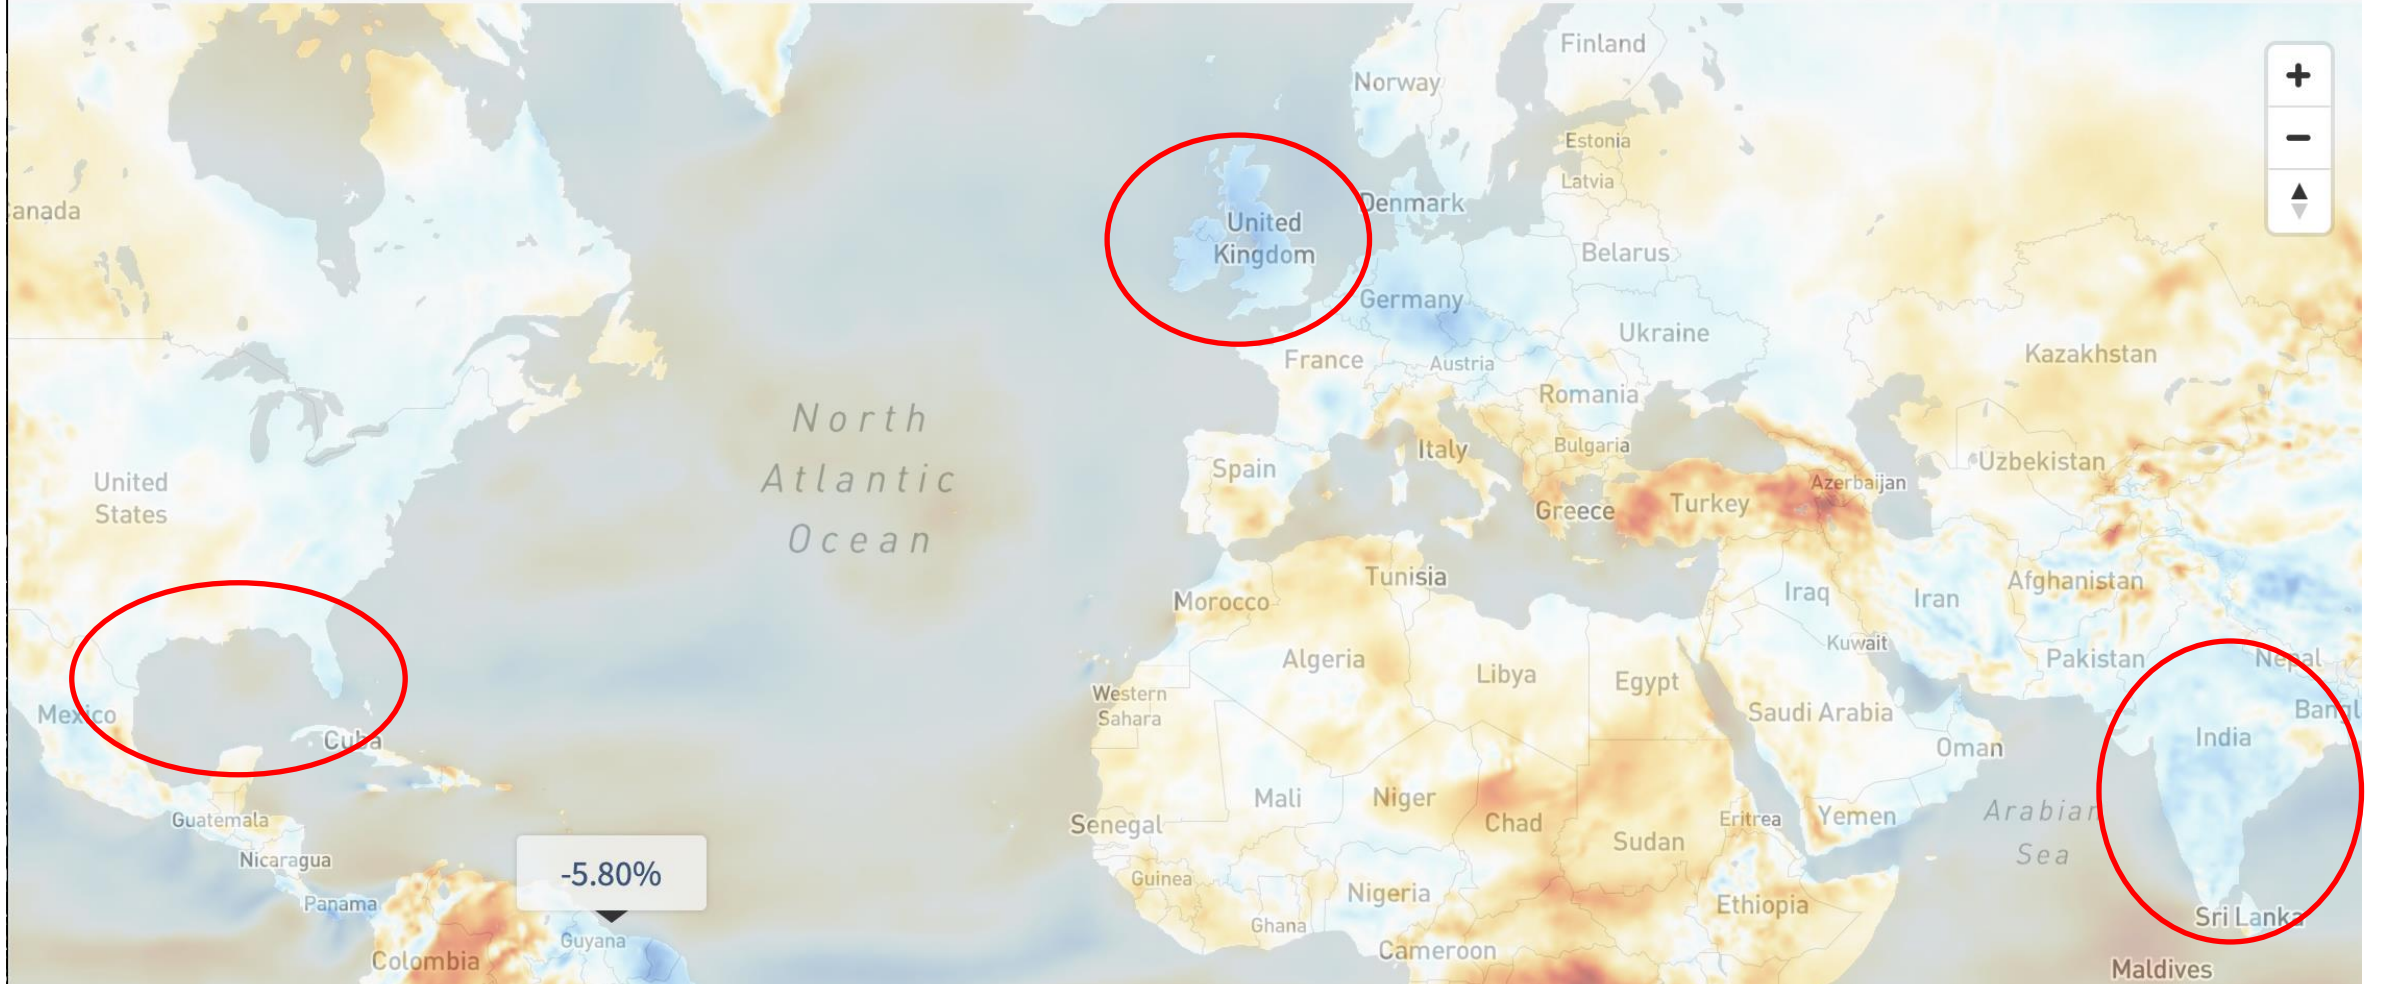 Finland
Norway
Estonia
Latvia
anada
Denmark
United
Kingdom
Belarus
Germany
Ukraine
France
Austria
Kazakhstan
Romania
North
Atlantic
Ocean
Italy
Bulgaria
Spain
Uzbekistan
United
States
Azerbaijan
Greece
Turkey
Tunisia
Morocco
Iraq
Iran
Afghanistan
Kuwait
Algeria
Libya
Egypt
Pakistan
Nepal
Western
Sahara
Mexico
Saudi Arabia
Bangl
India
Cuba
Oman
Mali
Niger
Chad
Guatemala
Senegal
Eritrea
Yemen
Arabian
Sea
Sudan
Nicaragua
-5.80%
Guinea
Nigeria
Panama
Ethiopia
Ghana
Sri Lanka
Guyana
Cameroon
Colombia
Maldives